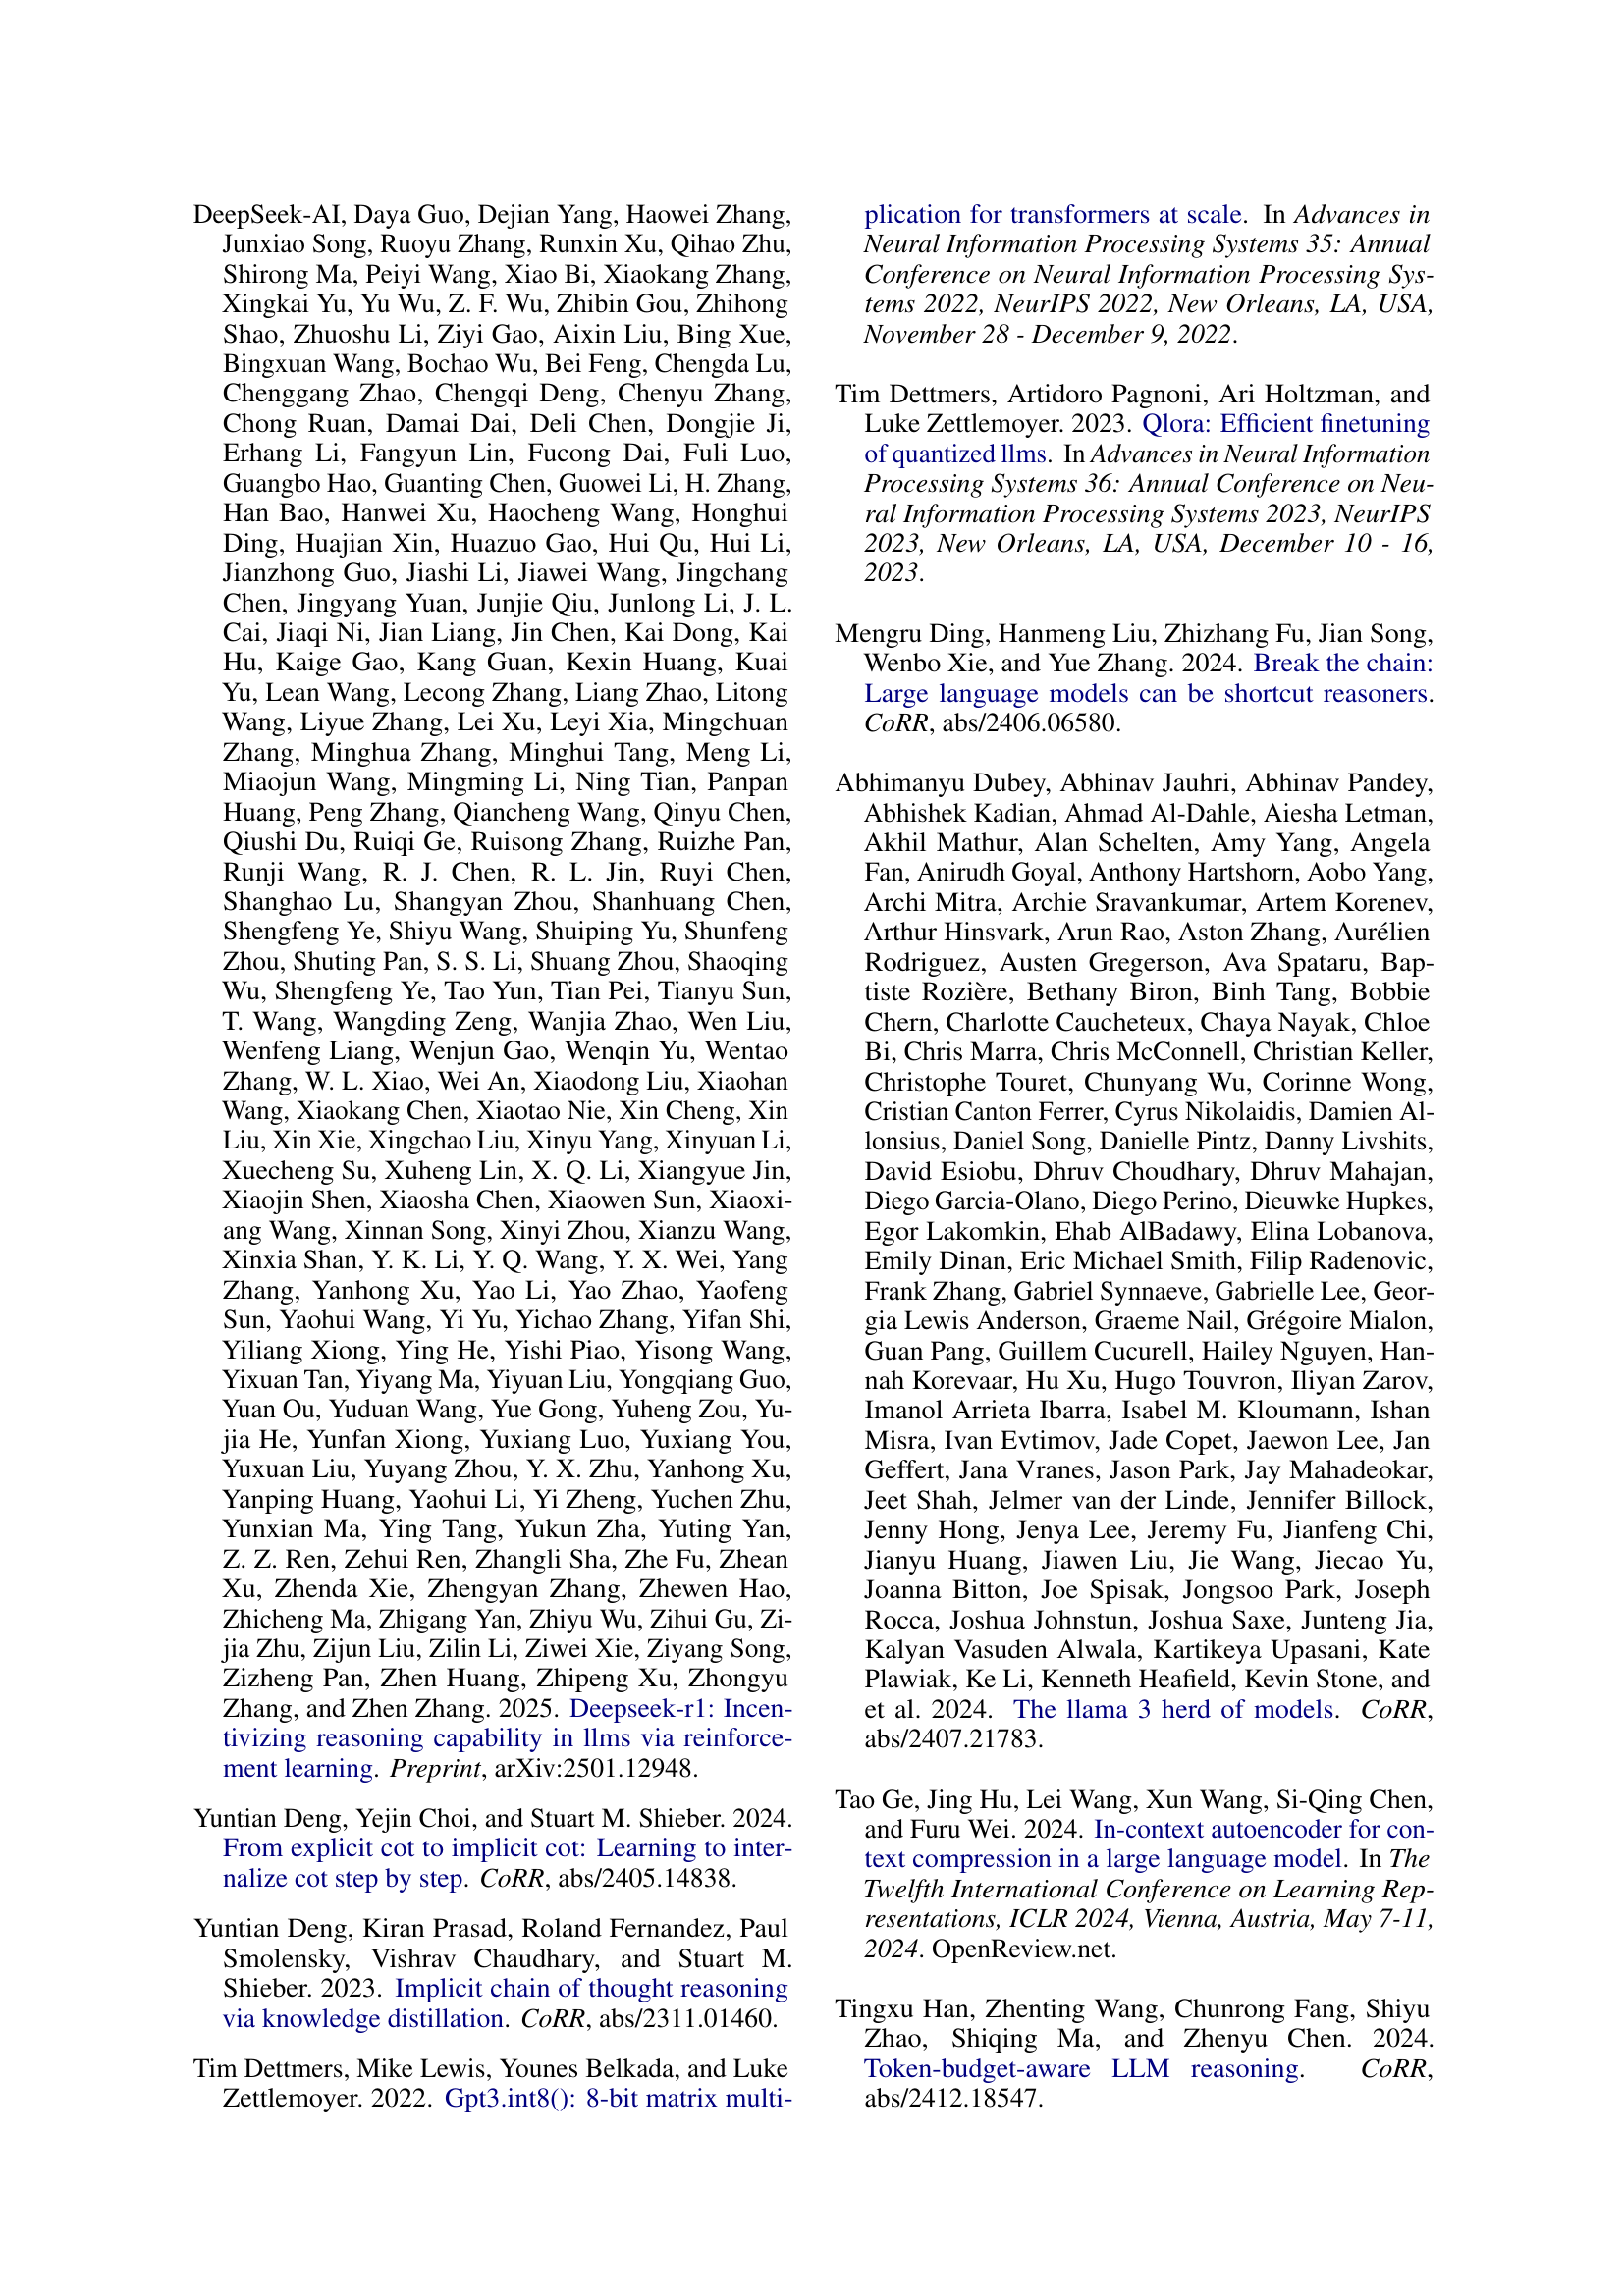 DeepSeek-AI, Daya Guo, Dejian Yang, Haowei Zhang,
Junxiao Song, Ruoyu Zhang, Runxin Xu, Qihao Zhu,
Shirong Ma, Peiyi Wang, Xiao Bi, Xiaokang Zhang,
Xingkai Yu, Yu Wu, Z. F. Wu, Zhibin Gou, Zhihong
Shao, Zhuoshu Li, Ziyi Gao, Aixin Liu, Bing Xue,
Bingxuan Wang, Bochao Wu, Bei Feng, Chengda Lu,
Chenggang Zhao, Chengqi Deng, Chenyu Zhang,
Chong Ruan, Damai Dai, Deli Chen, Dongjie Ji,
Erhang Li, Fangyun Lin, Fucong Dai, Fuli Luo,
Guangbo Hao, Guanting Chen, Guowei Li, H. Zhang,
Han Bao, Hanwei Xu, Haocheng Wang, Honghui
Ding, Huajian Xin, Huazuo Gao, Hui Qu, Hui Li,
Jianzhong Guo, Jiashi Li, Jiawei Wang, Jingchang
Chen, Jingyang Yuan, Junjie Qiu, Junlong Li, J. L.
Cai, Jiaqi Ni, Jian Liang, Jin Chen, Kai Dong, Kai
Hu, Kaige Gao, Kang Guan, Kexin Huang, Kuai
Yu, Lean Wang, Lecong Zhang, Liang Zhao, Litong
Wang, Liyue Zhang, Lei Xu, Leyi Xia, Mingchuan
Zhang, Minghua Zhang, Minghui Tang, Meng Li,
Miaojun Wang, Mingming Li, Ning Tian, Panpan
Huang, Peng Zhang, Qiancheng Wang, Qinyu Chen,
Qiushi Du, Ruiqi Ge, Ruisong Zhang, Ruizhe Pan,
Runji Wang, R. J. Chen, R. L. Jin, Ruyi Chen,
Shanghao Lu, Shangyan Zhou, Shanhuang Chen,
Shengfeng Ye, Shiyu Wang, Shuiping Yu, Shunfeng
Zhou, Shuting Pan, S. S. Li, Shuang Zhou, Shaoqing
Wu, Shengfeng Ye, Tao Yun, Tian Pei, Tianyu Sun,
T. Wang, Wangding Zeng, Wanjia Zhao, Wen Liu,
Wenfeng Liang, Wenjun Gao, Wenqin Yu, Wentao
Zhang, W. L. Xiao, Wei An, Xiaodong Liu, Xiaohan
Wang, Xiaokang Chen, Xiaotao Nie, Xin Cheng, Xin
Liu, Xin Xie, Xingchao Liu, Xinyu Yang, Xinyuan Li,
Xuecheng Su, Xuheng Lin, X. Q. Li, Xiangyue Jin,
Xiaojin Shen, Xiaosha Chen, Xiaowen Sun, Xiaoxi-
ang Wang, Xinnan Song, Xinyi Zhou, Xianzu Wang,
Xinxia Shan, Y. K. Li, Y. Q. Wang, Y. X. Wei, Yang
Zhang, Yanhong Xu, Yao Li, Yao Zhao, Yaofeng
Sun, Yaohui Wang, Yi Yu, Yichao Zhang, Yifan Shi,
Yiliang Xiong, Ying He, Yishi Piao, Yisong Wang,
Yixuan Tan, Yiyang Ma, Yiyuan Liu, Yongqiang Guo,
Yuan Ou, Yuduan Wang, Yue Gong, Yuheng Zou, Yu-
jia He, Yunfan Xiong, Yuxiang Luo, Yuxiang You,
Yuxuan Liu, Yuyang Zhou, Y. X. Zhu, Yanhong Xu,
Yanping Huang, Yaohui Li, Yi Zheng, Yuchen Zhu,
Yunxian Ma, Ying Tang, Yukun Zha, Yuting Yan,
Z. Z. Ren, Zehui Ren, Zhangli Sha, Zhe Fu, Zhean
Xu, Zhenda Xie, Zhengyan Zhang, Zhewen Hao,
Zhicheng Ma, Zhigang Yan, Zhiyu Wu, Zihui Gu, Zi-
jia Zhu, Zijun Liu, Zilin Li, Ziwei Xie, Ziyang Song,
Zizheng Pan, Zhen Huang, Zhipeng Xu, Zhongyu
Zhang, and Zhen Zhang. 2025. Deepseek-r1: Incen-
tivizing reasoning capability in llms via reinforce-
ment learning. Preprint, arXiv:2501.12948.
Yuntian Deng, Yejin Choi, and Stuart M. Shieber. 2024.
From explicit cot to implicit cot: Learning to inter-
nalize cot step by step. CoRR, abs/2405.14838.
Yuntian Deng, Kiran Prasad, Roland Fernandez, Paul
Smolensky, Vishrav Chaudhary, and Stuart M.
Shieber. 2023. Implicit chain of thought reasoning
via knowledge distillation. CoRR, abs/2311.01460.
Tim Dettmers, Mike Lewis, Younes Belkada, and Luke
Zettlemoyer. 2022. Gpt3.int8(): 8-bit matrix multi-
plication for transformers at scale. In Advances in
Neural Information Processing Systems 35: Annual
Conference on Neural Information Processing Sys-
tems 2022, NeurIPS 2022, New Orleans, LA, USA,
November 28 - December 9, 2022.
Tim Dettmers, Artidoro Pagnoni, Ari Holtzman, and
Luke Zettlemoyer. 2023. Qlora: Efficient finetuning
of quantized llms. In Advances in Neural Information
Processing Systems 36: Annual Conference on Neu-
ral Information Processing Systems 2023, NeurIPS
2023, New Orleans, LA, USA, December 10 - 16,
2023.
Mengru Ding, Hanmeng Liu, Zhizhang Fu, Jian Song,
Wenbo Xie, and Yue Zhang. 2024. Break the chain:
Large language models can be shortcut reasoners.
CoRR, abs/2406.06580.
Abhimanyu Dubey, Abhinav Jauhri, Abhinav Pandey,
Abhishek Kadian, Ahmad Al-Dahle, Aiesha Letman,
Akhil Mathur, Alan Schelten, Amy Yang, Angela
Fan, Anirudh Goyal, Anthony Hartshorn, Aobo Yang,
Archi Mitra, Archie Sravankumar, Artem Korenev,
Arthur Hinsvark, Arun Rao, Aston Zhang, Aurélien
Rodriguez, Austen Gregerson, Ava Spataru, Bap-
tiste Rozière, Bethany Biron, Binh Tang, Bobbie
Chern, Charlotte Caucheteux, Chaya Nayak, Chloe
Bi, Chris Marra, Chris McConnell, Christian Keller,
Christophe Touret, Chunyang Wu, Corinne Wong,
Cristian Canton Ferrer, Cyrus Nikolaidis, Damien Al-
lonsius, Daniel Song, Danielle Pintz, Danny Livshits,
David Esiobu, Dhruv Choudhary, Dhruv Mahajan,
Diego Garcia-Olano, Diego Perino, Dieuwke Hupkes,
Egor Lakomkin, Ehab AlBadawy, Elina Lobanova,
Emily Dinan, Eric Michael Smith, Filip Radenovic,
Frank Zhang, Gabriel Synnaeve, Gabrielle Lee, Geor-
gia Lewis Anderson, Graeme Nail, Grégoire Mialon,
Guan Pang, Guillem Cucurell, Hailey Nguyen, Han-
nah Korevaar, Hu Xu, Hugo Touvron, Iliyan Zarov,
Imanol Arrieta Ibarra, Isabel M. Kloumann, Ishan
Misra, Ivan Evtimov, Jade Copet, Jaewon Lee, Jan
Geffert, Jana Vranes, Jason Park, Jay Mahadeokar,
Jeet Shah, Jelmer van der Linde, Jennifer Billock,
Jenny Hong, Jenya Lee, Jeremy Fu, Jianfeng Chi,
Jianyu Huang, Jiawen Liu, Jie Wang, Jiecao Yu,
Joanna Bitton, Joe Spisak, Jongsoo Park, Joseph
Rocca, Joshua Johnstun, Joshua Saxe, Junteng Jia,
Kalyan Vasuden Alwala, Kartikeya Upasani, Kate
Plawiak, Ke Li, Kenneth Heafield, Kevin Stone, and
et al. 2024. The llama 3 herd of models. CoRR,
abs/2407.21783.
Tao Ge, Jing Hu, Lei Wang, Xun Wang, Si-Qing Chen,
and Furu Wei. 2024. In-context autoencoder for con-
text compression in a large language model. In The
Twelfth International Conference on Learning Rep-
resentations, ICLR 2024, Vienna, Austria, May 7-11,
2024. OpenReview.net.
Tingxu Han, Zhenting Wang, Chunrong Fang, Shiyu
Zhao, Shiqing Ma, and Zhenyu Chen. 2024.
Token-budget-aware LLM reasoning. CoRR,
abs/2412.18547.